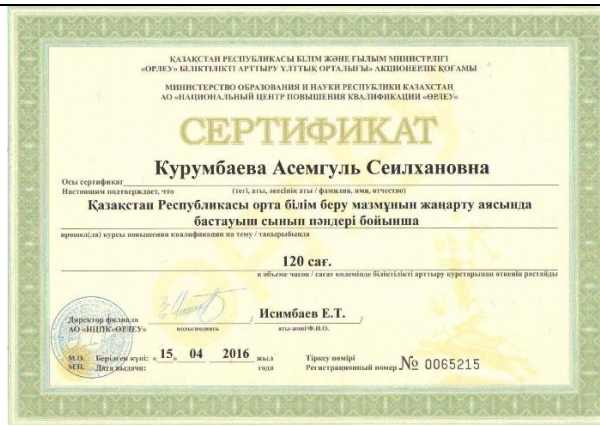 ҚАЗАҚСТАН РЕСПУБЛИКАСЫ БІЛІМ ЖӘНЕ ҒЫЛЫМ МИНИСТРЛІГІ
«ӨРЛЕУ» БІЛІКТІЛІКТІ АРТТЫРУ ҰЛТТЫҚ ОРТАЛЫҒЫ» АКЦИОНЕРЛІК ҚОҒАМЫ
МИНИСТЕРСТВО ОБРАЗОВАНИЯ И НАУКИ РЕСПУБЛИКИ КАЗАХСТАН
АО «НАЦИОНАЛЬНЫЙ ЦЕНТР ПОВЫШЕНИЯ КВАЛИФИКАЦИИ «ӨРЛЕУ»
СЕРТИФИКАТ
Курумбаева Асемгуль Сеилхановна
Осы сертификат
Настоящим подтверждает, что (тегі, аты, әкесінің аты / фамилия, имя, отчество)
Қазақстан Республикасы орта білім беру мазмұнын жаңарту аясында
бастауыш сынып пәндері бойынша
прошел(ла) курсы повышения квалификации на тему / тақырыбында
120 сағ.
в объеме часов / сағат көлемінде біліктілікті арттыру курстарынан өткенін растайды
Исимбаев Е.Т.
Директор филиала
АО «НЦПК«ӨРЛЕУ» қолы/подпись аты-жөні/Ф.И.О.
М.О. Берілген күні: «15» 04 2016 жыл Тіркеу нөмірі
М.П. Дата выдачи: года Регистрационный номер № 0065215